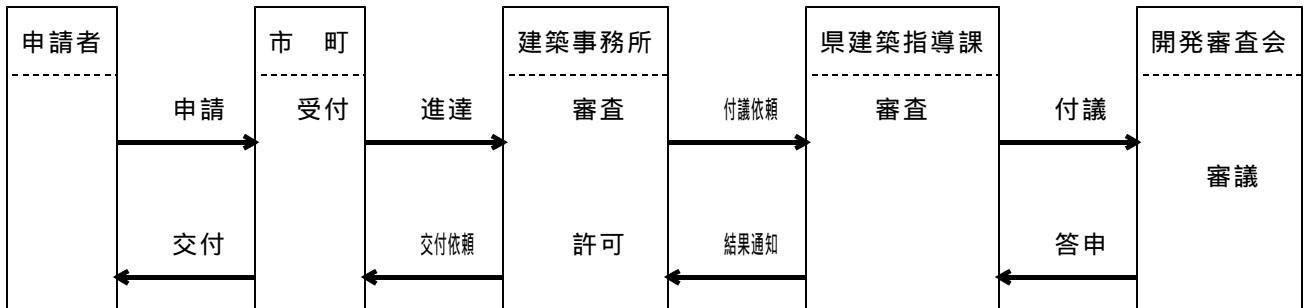 申請者 市　町 建築事務所 県建築指導課 開発審査会
申請 受付 進達 審査 付議依頼 審査 付議
審議
交付 交付依頼 許可 結果通知 答申